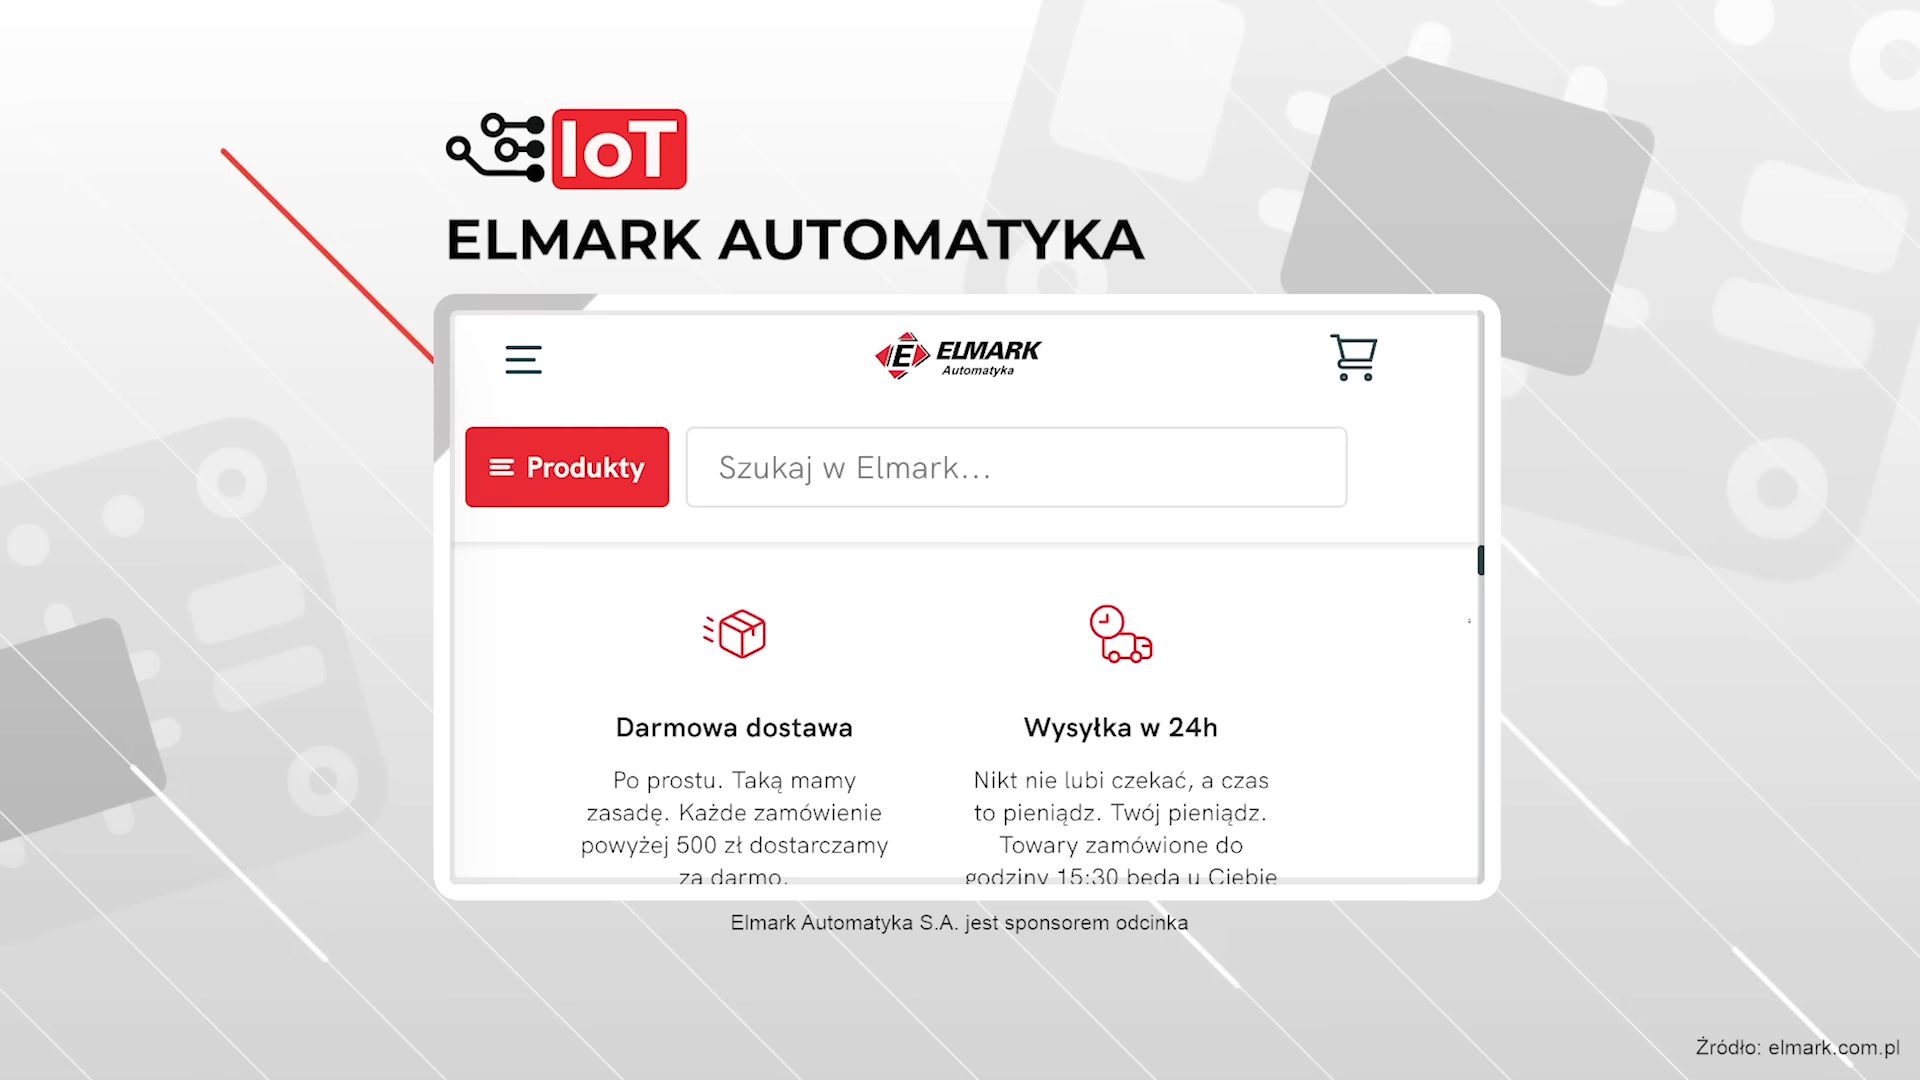 IoT
ELMARK AUTOMATYKA
E ELMARK
Automatyka
Produkty
Szukaj w Elmark...
Darmowa dostawa
Po prostu. Taką mamy
zasadę. Każde zamówienie
powyżej 500 zł dostarczamy
za darmo.
Wysyłka w 24h
Nikt nie lubi czekać, a czas
to pieniądz. Twój pieniądz.
Towary zamówione do
godziny 15:30 będą u Ciebie
Elmark Automatyka S.A. jest sponsorem odcinka
Źródło: elmark.com.pl